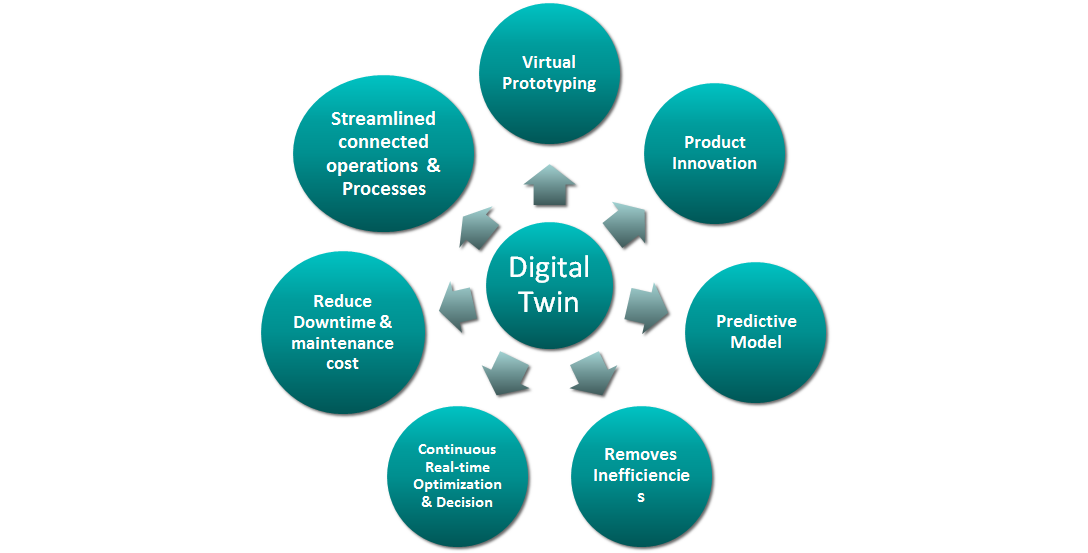 Virtual
Prototyping
Product
Innovation
Predictive
Model
Removes
Inefficiencie
s
Continuous
Real-time
Optimization
& Decision
Reduce
Downtime &
maintenance
cost
Streamlined
connected
operations &
Processes
Digital
Twin